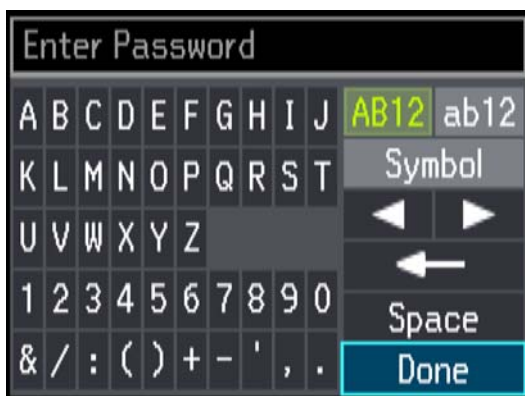 Enter Password
A B C D E F G H I J AB12 ab12
K L M N O P Q R S T Symbol
U V W X Y Z
1 2 3 4 5 6 7 8 9 0 Space
& / : ( ) + - ' , . Done